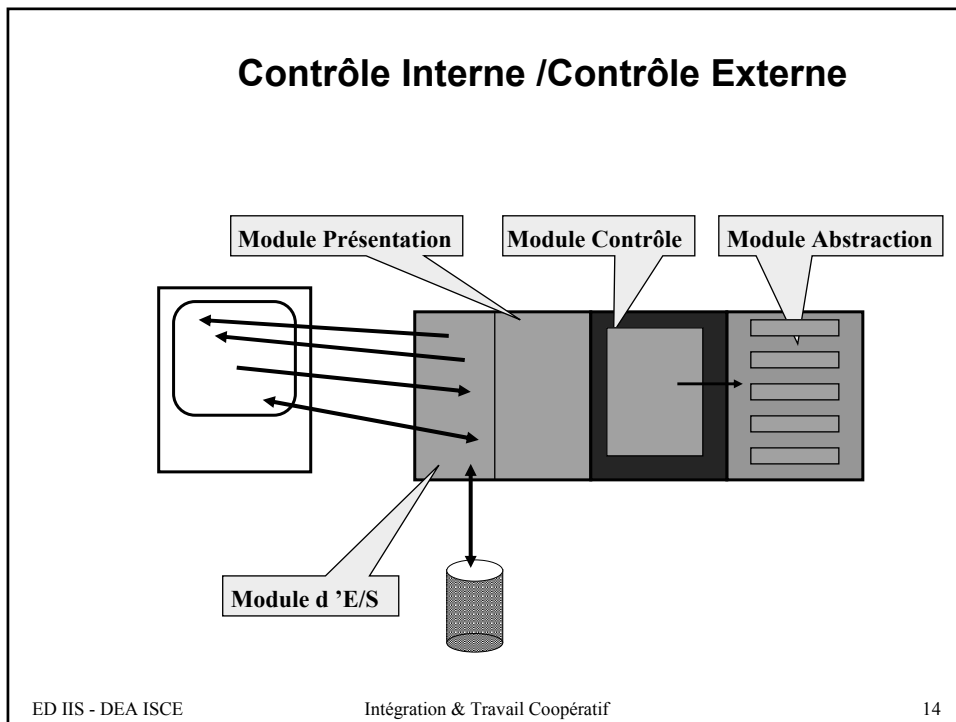 Contrôle Interne /Contrôle Externe
Module Présentation
Module Contrôle
Module Abstraction
Module d ’E/S
ED IIS - DEA ISCE
Intégration & Travail Coopératif
14